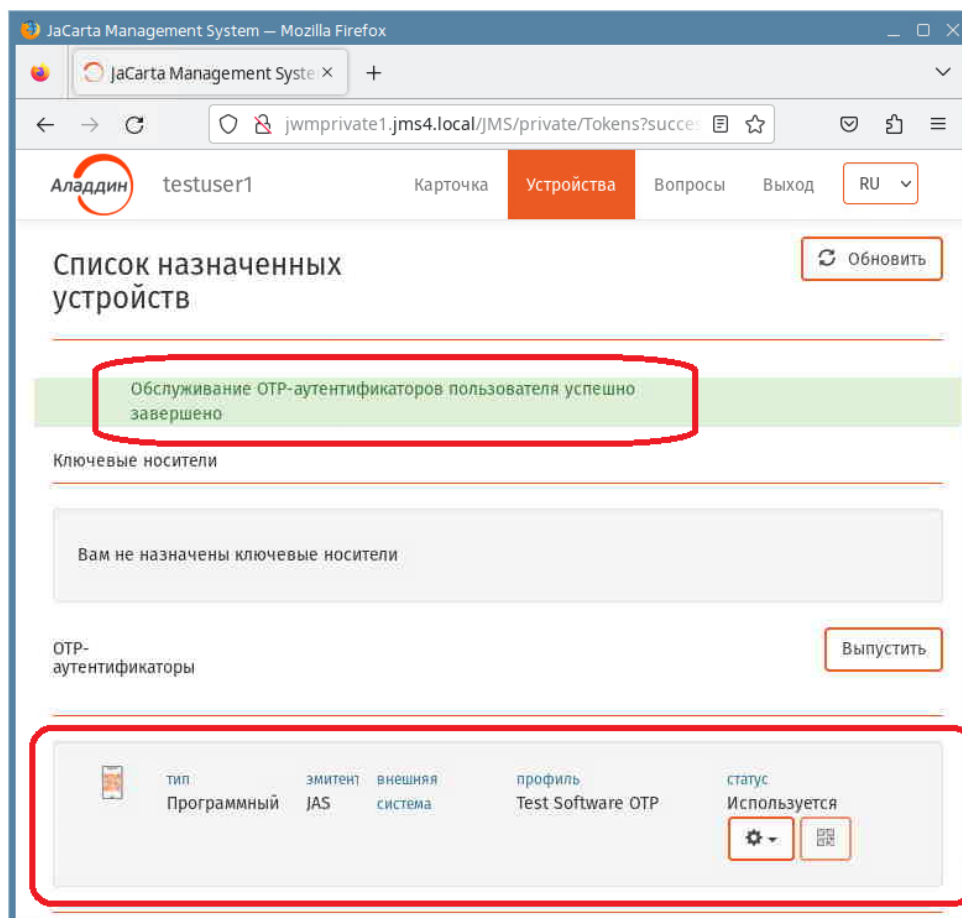 JaCarta Management System — Mozilla Firefox
JaCarta Management Syste
jwmprivate1.jms4.local/JMS/private/Tokens?succes
Аладдин testuser1 Карточка Устройства Вопросы Выход RU
Список назначенных
устройств
Обновить
Обслуживание OTP-аутентификаторов пользователя успешно
завершено
Ключевые носители
Вам не назначены ключевые носители
OTP-
аутентификаторы
Выпустить
тип эмитент внешняя профиль статус
Программный JAS система Test Software OTP Используется